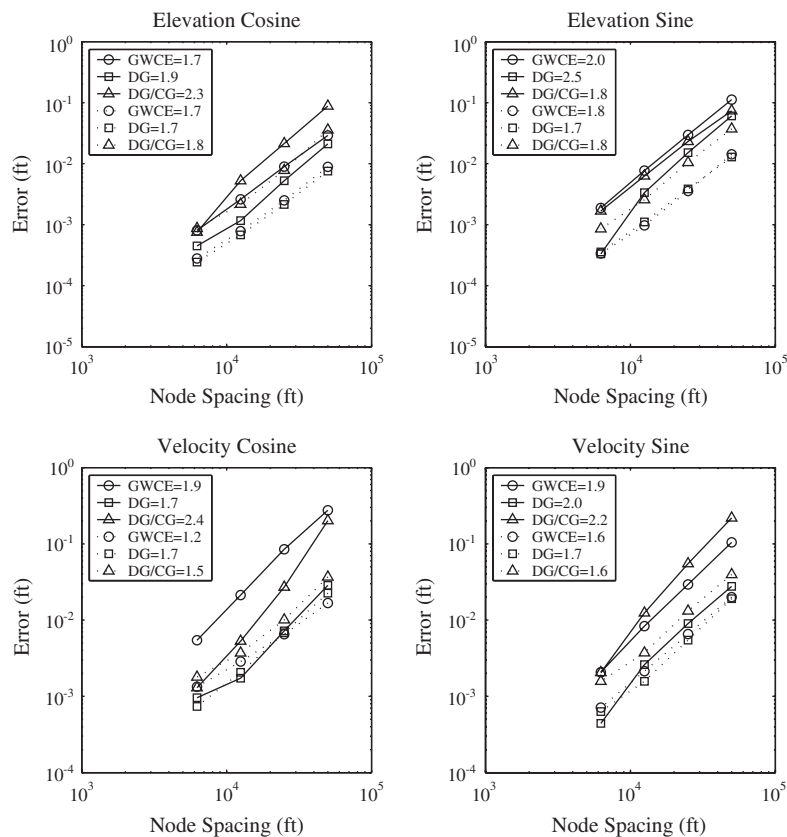 Elevation Cosine
10^0
10^-1
10^-2
10^-3
10^-4
10^-5
Error (ft)
GWCE=1.7
DG=1.9
DG/CG=2.3
GWCE=1.7
DG=1.7
DG/CG=1.8
10^3
10^4
10^5
Node Spacing (ft)
Elevation Sine
10^0
10^-1
10^-2
10^-3
10^-4
10^-5
Error (ft)
GWCE=2.0
DG=2.5
DG/CG=1.8
GWCE=1.8
DG=1.7
DG/CG=1.8
10^3
10^4
10^5
Node Spacing (ft)
Velocity Cosine
10^0
10^-1
10^-2
10^-3
10^-4
Error (ft)
GWCE=1.9
DG=1.7
DG/CG=2.4
GWCE=1.2
DG=1.7
DG/CG=1.5
10^3
10^4
10^5
Node Spacing (ft)
Velocity Sine
10^0
10^-1
10^-2
10^-3
10^-4
Error (ft)
GWCE=1.9
DG=2.0
DG/CG=2.2
GWCE=1.6
DG=1.7
DG/CG=1.6
10^3
10^4
10^5
Node Spacing (ft)